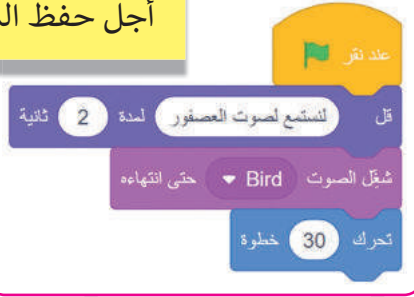 أجل حفظ
عند نقر
قل لنستمع لصوت العصفور لمدة 2 ثانية
شغّل الصوت Bird حتى انتهاءه
تحرك 30 خطوة